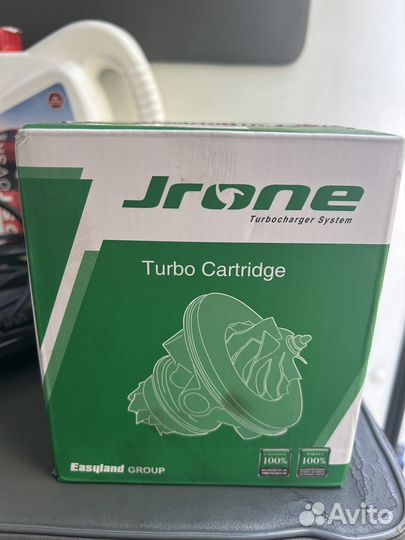 Jrone
Turbocharger System
Turbo Cartridge
Easyland GROUP
100%
100%
Avito